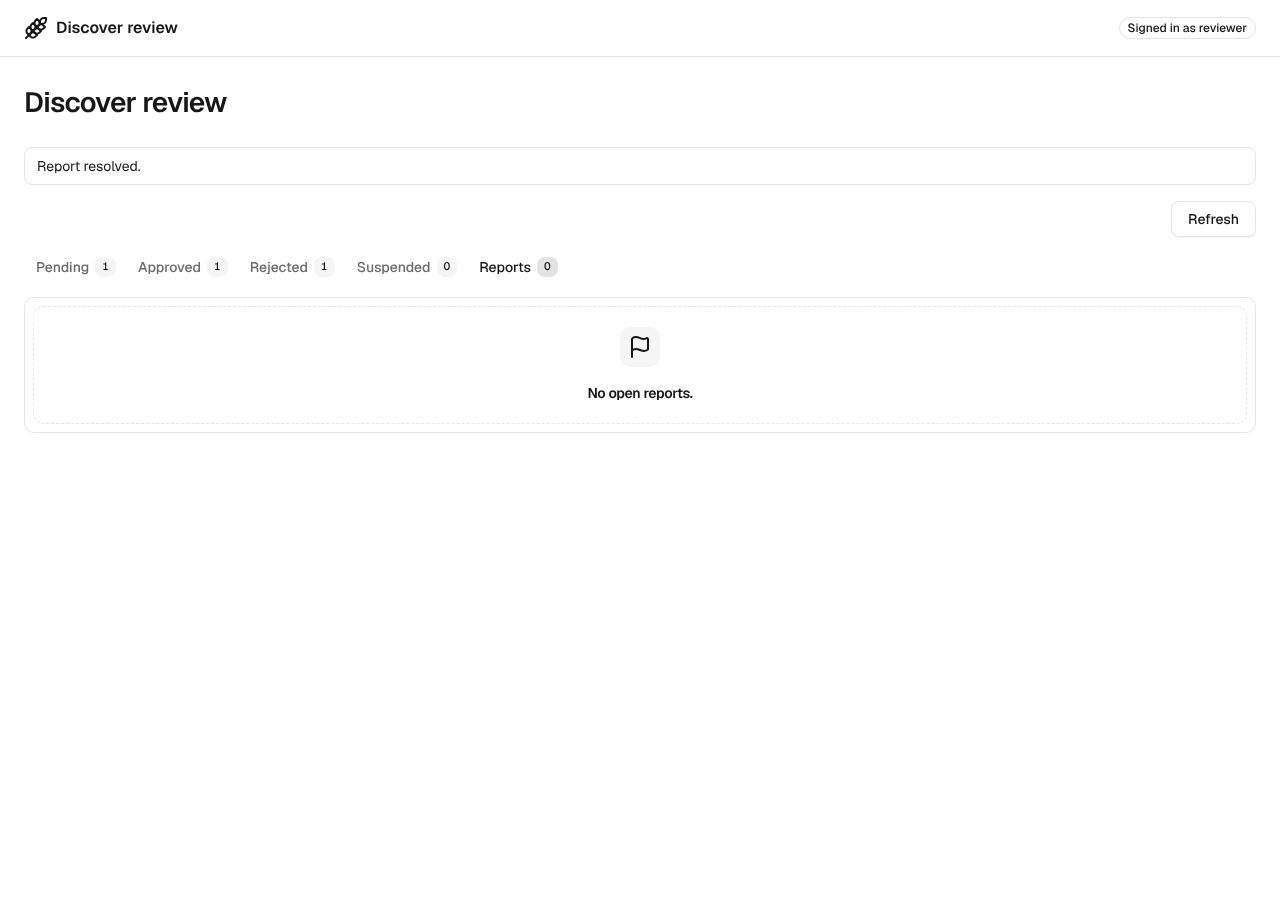 Discover review
Signed in as reviewer
Discover review
Report resolved.
Refresh
Pending 1 Approved 1 Rejected 1 Suspended 0 Reports 0
No open reports.